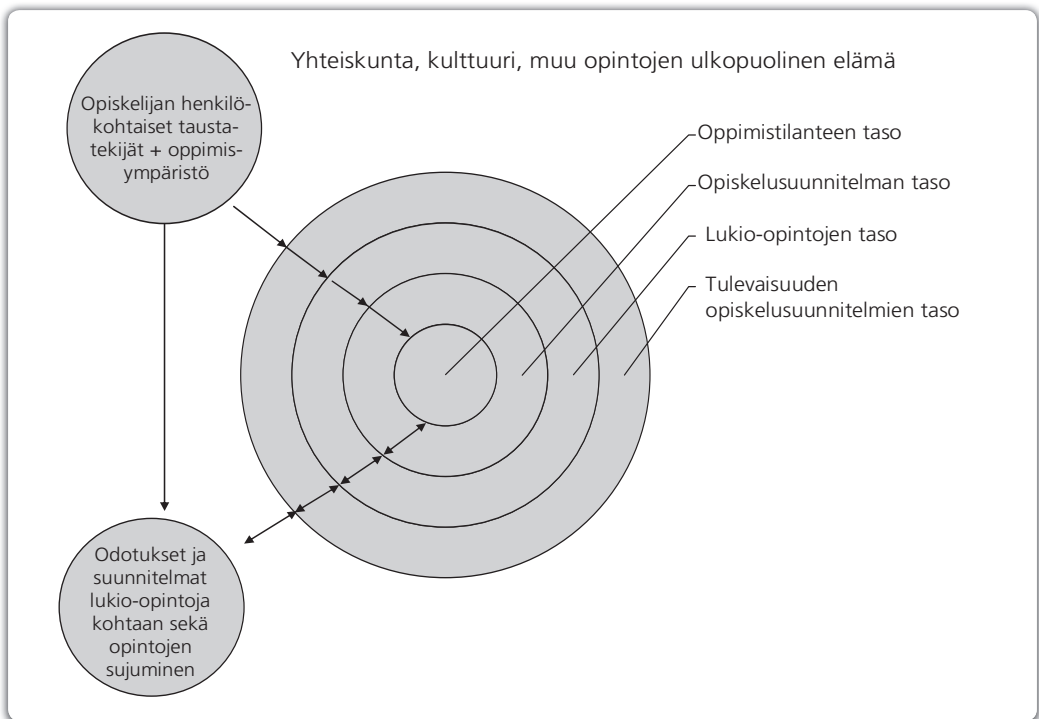 Yhteiskunta, kulttuuri, muu opintojen ulkopuolinen elämä
Opiskelijan henkilö-
kohtaiset tausta-
tekijät + oppimis-
ympäristö
Oppimistilanteen taso
Opiskelusuunnitelman taso
Lukio-opintojen taso
Tulevaisuuden
opiskelusuunnitelmien taso
Odotukset ja
suunnitelmat
lukio-opintoja
kohtaan sekä
opintojen
sujuminen